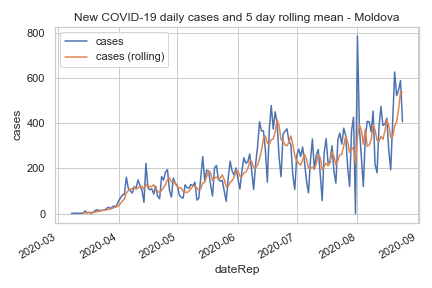 New COVID-19 daily cases and 5 day rolling mean - Moldova
cases
cases (rolling)
800
600
400
200
0
cases
2020-03
2020-04
2020-05
2020-06
2020-07
2020-08
2020-09
dateRep